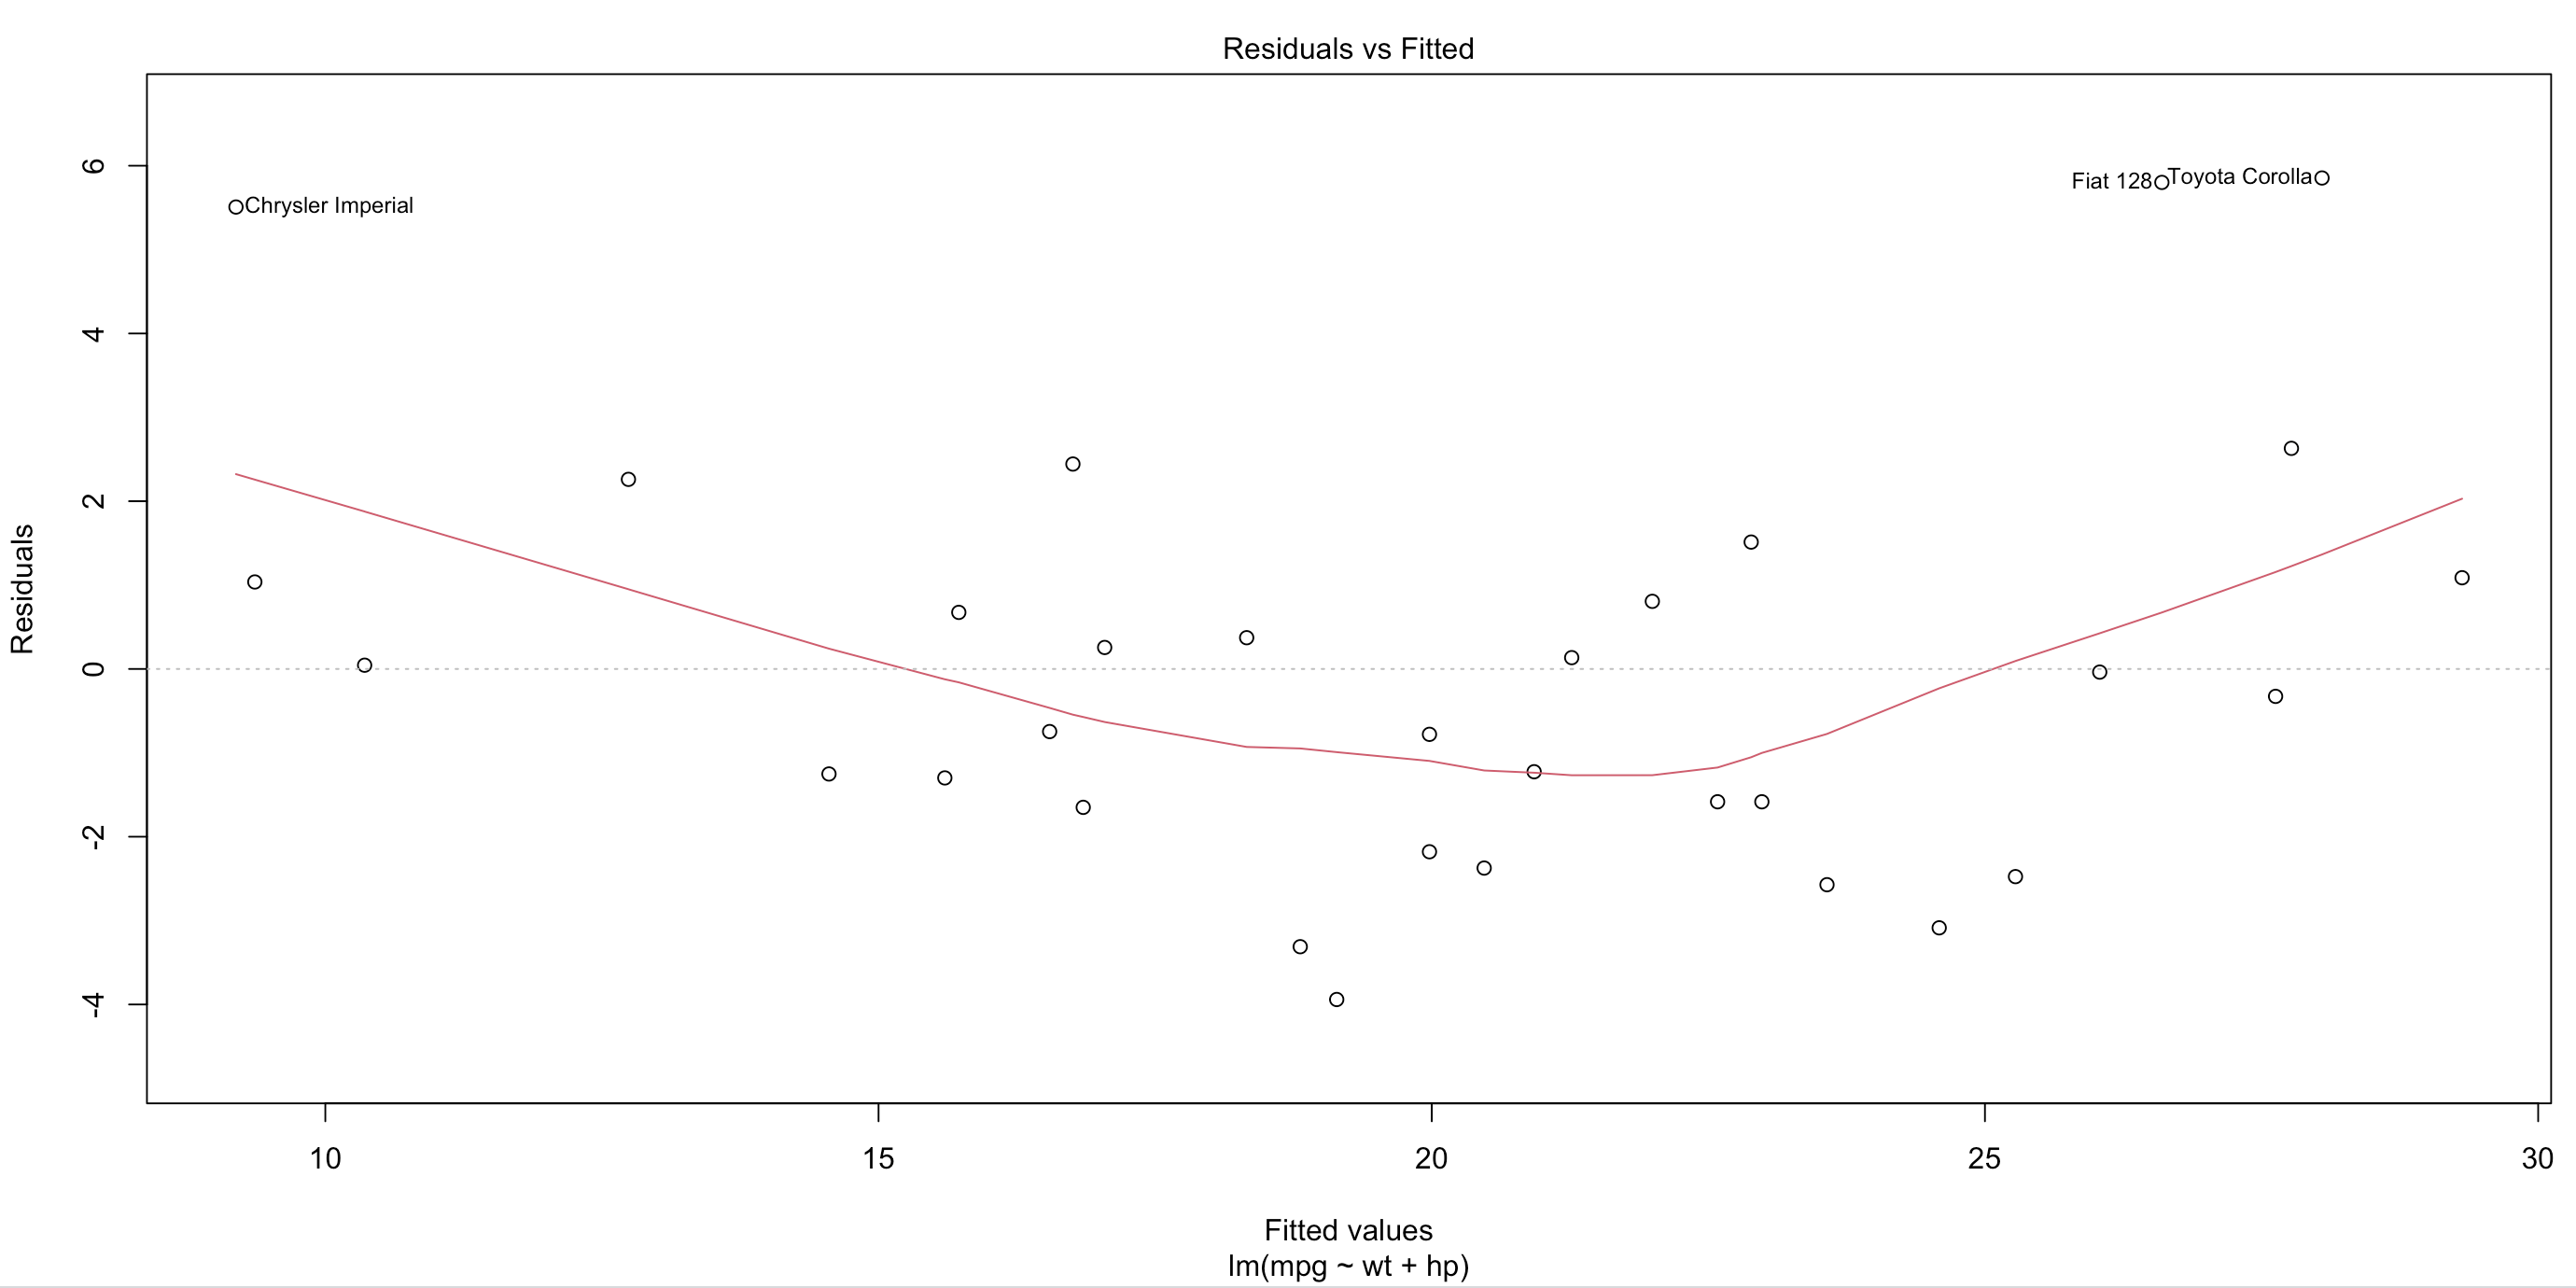 Residuals vs Fitted
6
4
2
0
-2
-4
Residuals
Chrysler Imperial
Fiat 128
Toyota Corolla
10
15
20
25
30
Fitted values
lm(mpg ~ wt + hp)